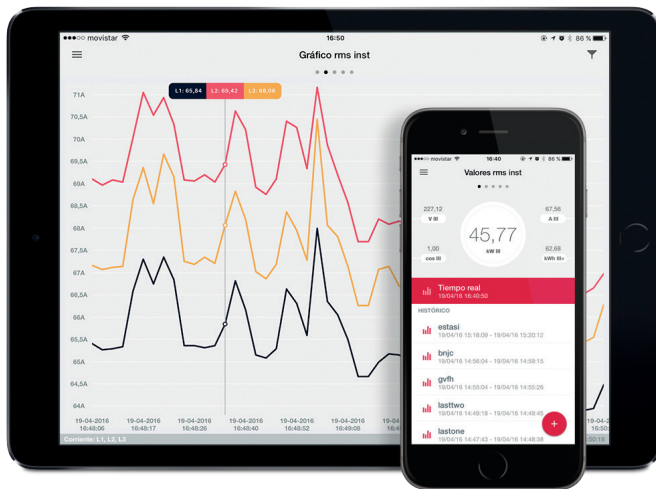 movistar
16:50
86 %
Gráfico rms inst
L1: 65,84
L2: 69,42
L3: 68,06
71A
70,5A
70A
69,5A
69A
68,5A
68A
67,5A
67A
66,5A
66A
65,5A
65A
64,5A
64A
19-04-2016
16:48:06
19-04-2016
16:48:17
19-04-2016
16:48:26
19-04-2016
16:48:40
19-04-2016
16:48:52
19-04-2016
16:49:08
Corriente: L1, L2, L3
movistar
16:40
86 %
Valores rms inst
227,12
V III
67,56
A III
45,77
kW III
1,00
cos III
62,68
kWh III+
Tiempo real
19/04/16 16:40:50
HISTÓRICO
estasi
19/04/16 15:18:09 - 19/04/16 15:20:12
bnjc
19/04/16 14:56:04 - 19/04/16 14:58:15
gvfh
19/04/16 14:55:04 - 19/04/16 14:55:26
lasttwo
19/04/16 14:49:18 - 19/04/16 14:49:45
lastone
19/04/16 14:47:43 - 19/04/16 14:48:38
+